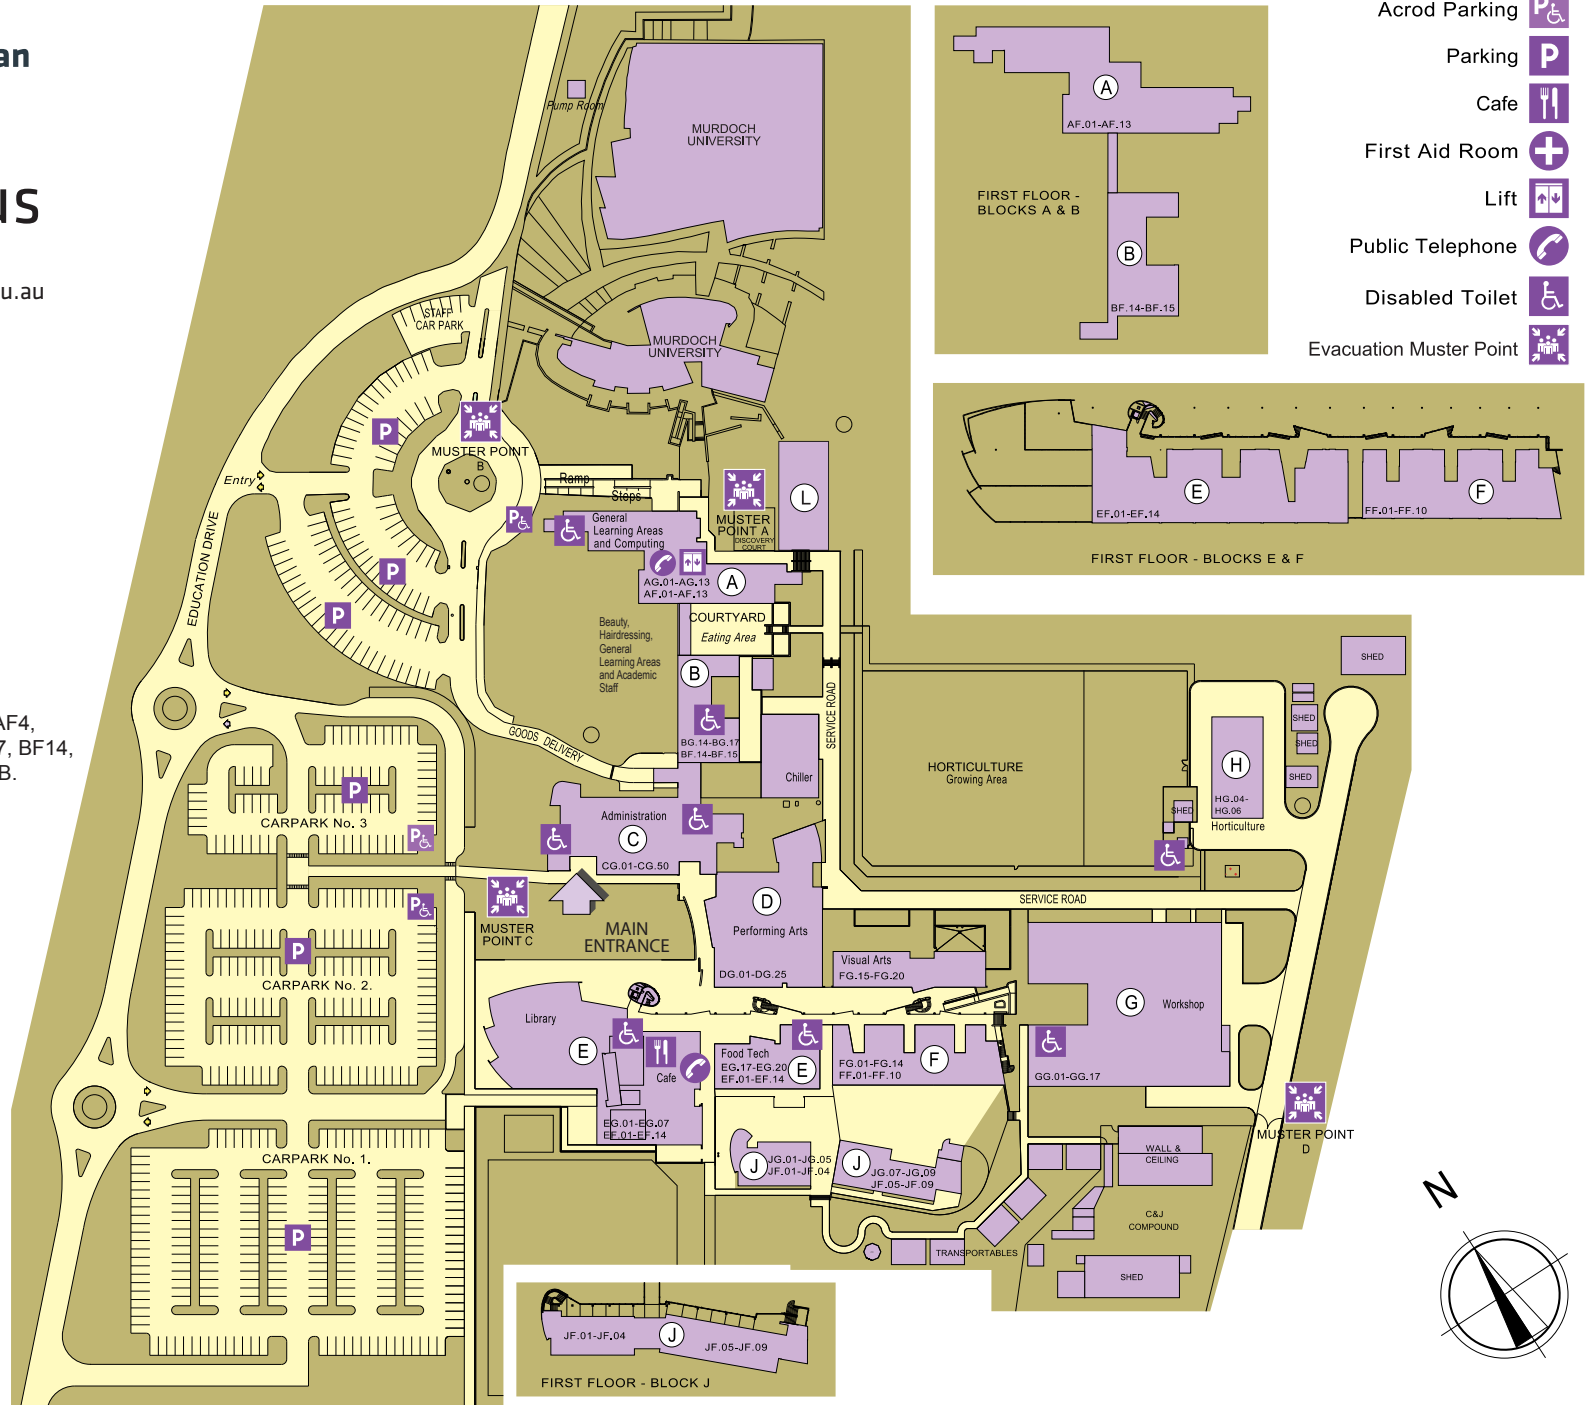 an
NS
u.au
AF4,
7, BF14,
B.
Acrod Parking
P
Parking
P
Cafe
First Aid Room
Lift
Public Telephone
Disabled Toilet
Evacuation Muster Point
A
AF.01-AF.13
FIRST FLOOR -
BLOCKS A & B
B
BF.14-BF.15
E
EF.01-EF.14
F
FF.01-FF.10
FIRST FLOOR - BLOCKS E & F
Pump Room
MURDOCH
UNIVERSITY
MURDOCH
UNIVERSITY
STAFF
CAR PARK
P
MUSTER POINT
B
Entry
Ramp
Steps
P
EDUCATION DRIVE
P
P
MUSTER
POINT A
DISCOVERY
COURT
L
General
Learning Areas
and Computing
AG.01-AG.13
AF.01-AF.13
A
COURTYARD
Eating Area
Beauty,
Hairdressing,
General
Learning Areas
and Academic
Staff
B
BG.14-BG.17
BF.14-BF.15
GOODS DELIVERY
SERVICE ROAD
Chiller
HORTICULTURE
Growing Area
SHED
SHED
SHED
SHED
SHED
H
HG.04-
HG.06
Horticulture
P
CARPARK No. 3
P
Administration
C
CG.01-CG.50
MUSTER
POINT C
MAIN
ENTRANCE
P
P
CARPARK No. 2.
D
Performing Arts
DG.01-DG.25
SERVICE ROAD
Visual Arts
FG.15-FG.20
G
Workshop
GG.01-GG.17
Library
E
Cafe
EG.01-EG.07
EF.01-EF.14
Food Tech
EG.17-EG.20
EF.01-EF.14
E
FG.01-FG.14
FF.01-FF.10
F
MUSTER POINT
D
CARPARK No. 1.
P
J
JG.01-JG.05
JF.01-JF.04
J
JG.07-JG.09
JF.05-JF.09
WALL &
CEILING
C&J
COMPOUND
TRANSPORTABLES
SHED
N
JF.01-JF.04
J
JF.05-JF.09
FIRST FLOOR - BLOCK J